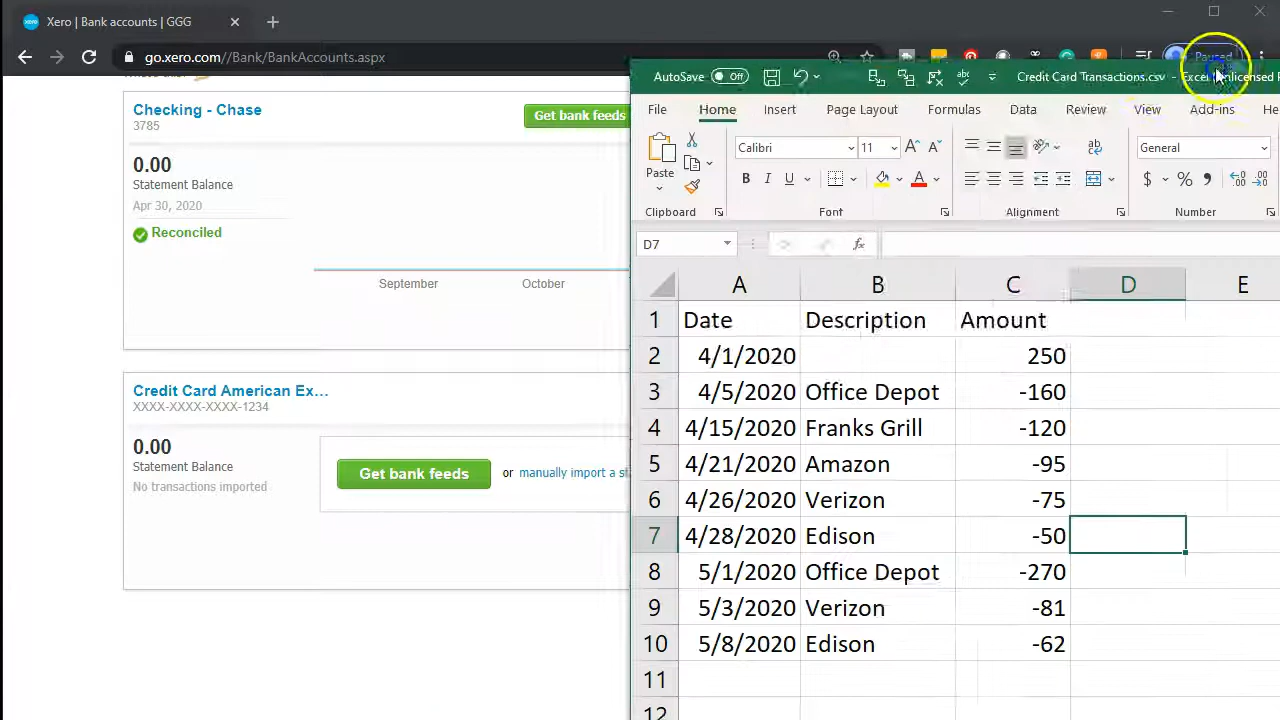 Xero | Bank accounts | GGG
go.xero.com//Bank/BankAccounts.aspx
Paused
Checking - Chase
3785
Get bank feeds
0.00
Statement Balance
Apr 30, 2020
Reconciled
September October
Credit Card American Ex...
XXXX-XXXX-XXXX-1234
0.00
Statement Balance
No transactions imported
Get bank feeds or manually import a st
AutoSave Off
Credit Card Transactions.csv - Excel
File Home Insert Page Layout Formulas Data Review View Add-ins He
Paste
Calibri 11
General
B I U A
$ % 9
Clipboard Font Alignment Number
D7 fx
A B C D E
1 Date Description Amount
2 4/1/2020 250
3 4/5/2020 Office Depot -160
4 4/15/2020 Franks Grill -120
5 4/21/2020 Amazon -95
6 4/26/2020 Verizon -75
7 4/28/2020 Edison -50
8 5/1/2020 Office Depot -270
9 5/3/2020 Verizon -81
10 5/8/2020 Edison -62
11
12